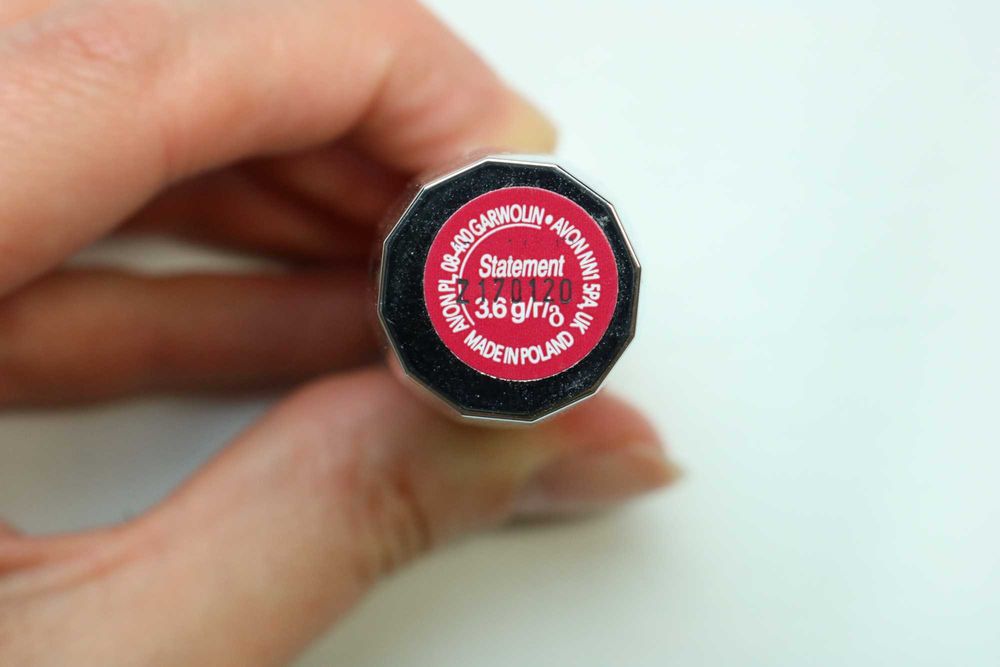 AVON PL 08-400 GARWOLIN • AVON NN1 5PA, UK
Statement
Z170120
3.6 g/г/გ
MADE IN POLAND